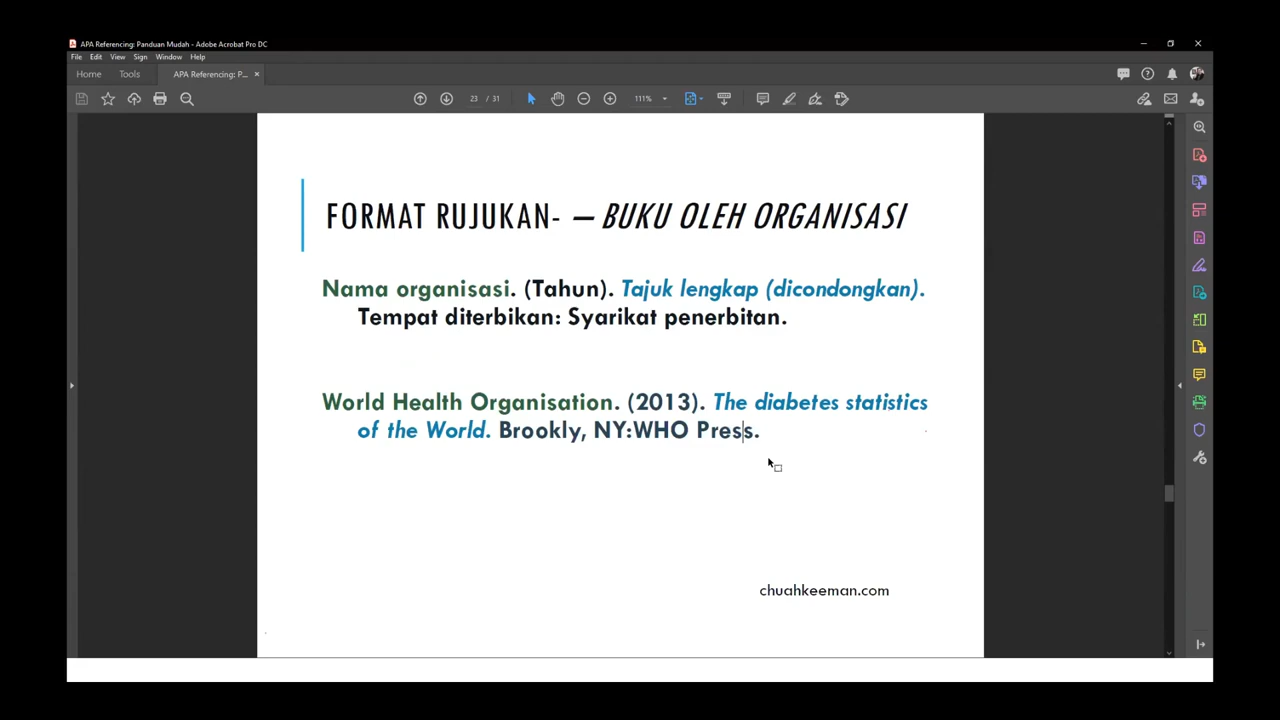 APA Referencing: Panduan Mudah - Adobe Acrobat Pro DC
File Edit View Sign Window Help
Home Tools APA Referencing: P... ×
23 / 31 111%
FORMAT RUJUKAN- – BUKU OLEH ORGANISASI
Nama organisasi. (Tahun). Tajuk lengkap (dicondongkan).
Tempat diterbikan: Syarikat penerbitan.
World Health Organisation. (2013). The diabetes statistics
of the World. Brookly, NY:WHO Press.
chuahkeeman.com